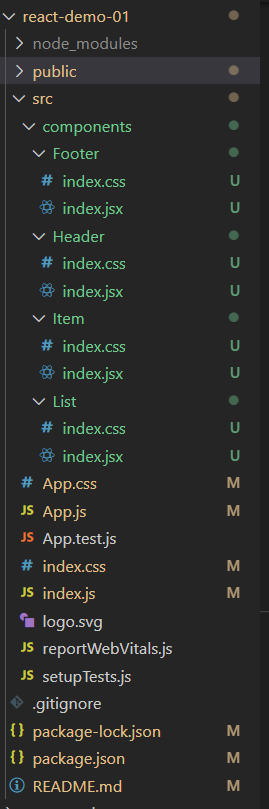 react-demo-01
node_modules
public
src
components
Footer
# index.css U
index.jsx U
Header
# index.css U
index.jsx U
Item
# index.css U
index.jsx U
List
# index.css U
index.jsx U
# App.css M
JS App.js M
JS App.test.js
# index.css M
JS index.js M
logo.svg
JS reportWebVitals.js
JS setupTests.js
.gitignore
{} package-lock.json M
{} package.json M
README.md M